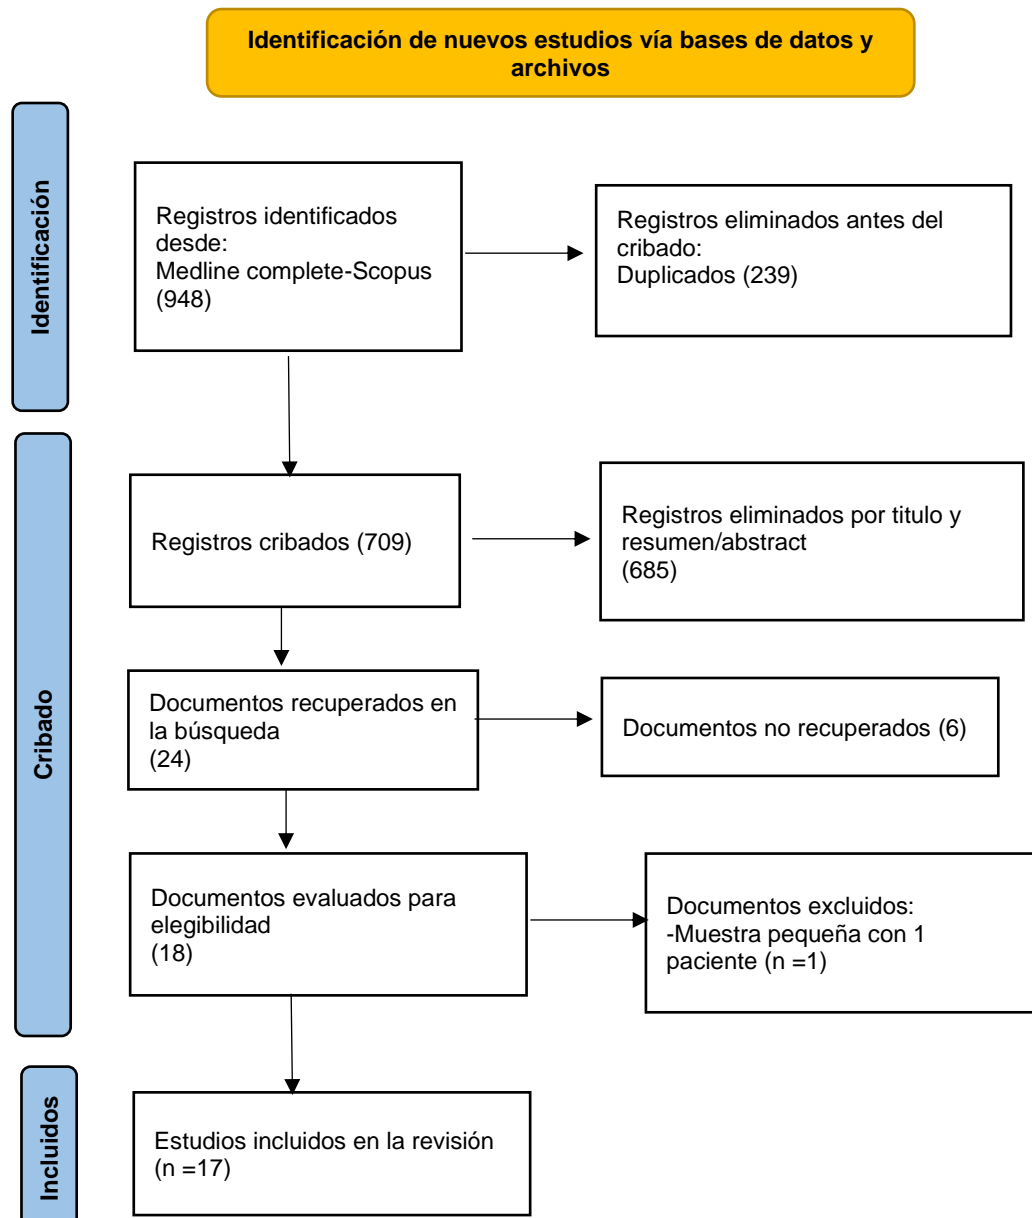 Identificación de nuevos estudios vía bases de datos y
archivos
Identificación
Registros identificados
desde:
Medline complete-Scopus
(948)
Registros eliminados antes del
cribado:
Duplicados (239)
Cribado
Registros cribados (709)
Registros eliminados por titulo y
resumen/abstract
(685)
Documentos recuperados en
la búsqueda
(24)
Documentos no recuperados (6)
Documentos evaluados para
elegibilidad
(18)
Documentos excluidos:
-Muestra pequeña con 1
paciente (n =1)
Incluidos
Estudios incluidos en la revisión
(n =17)